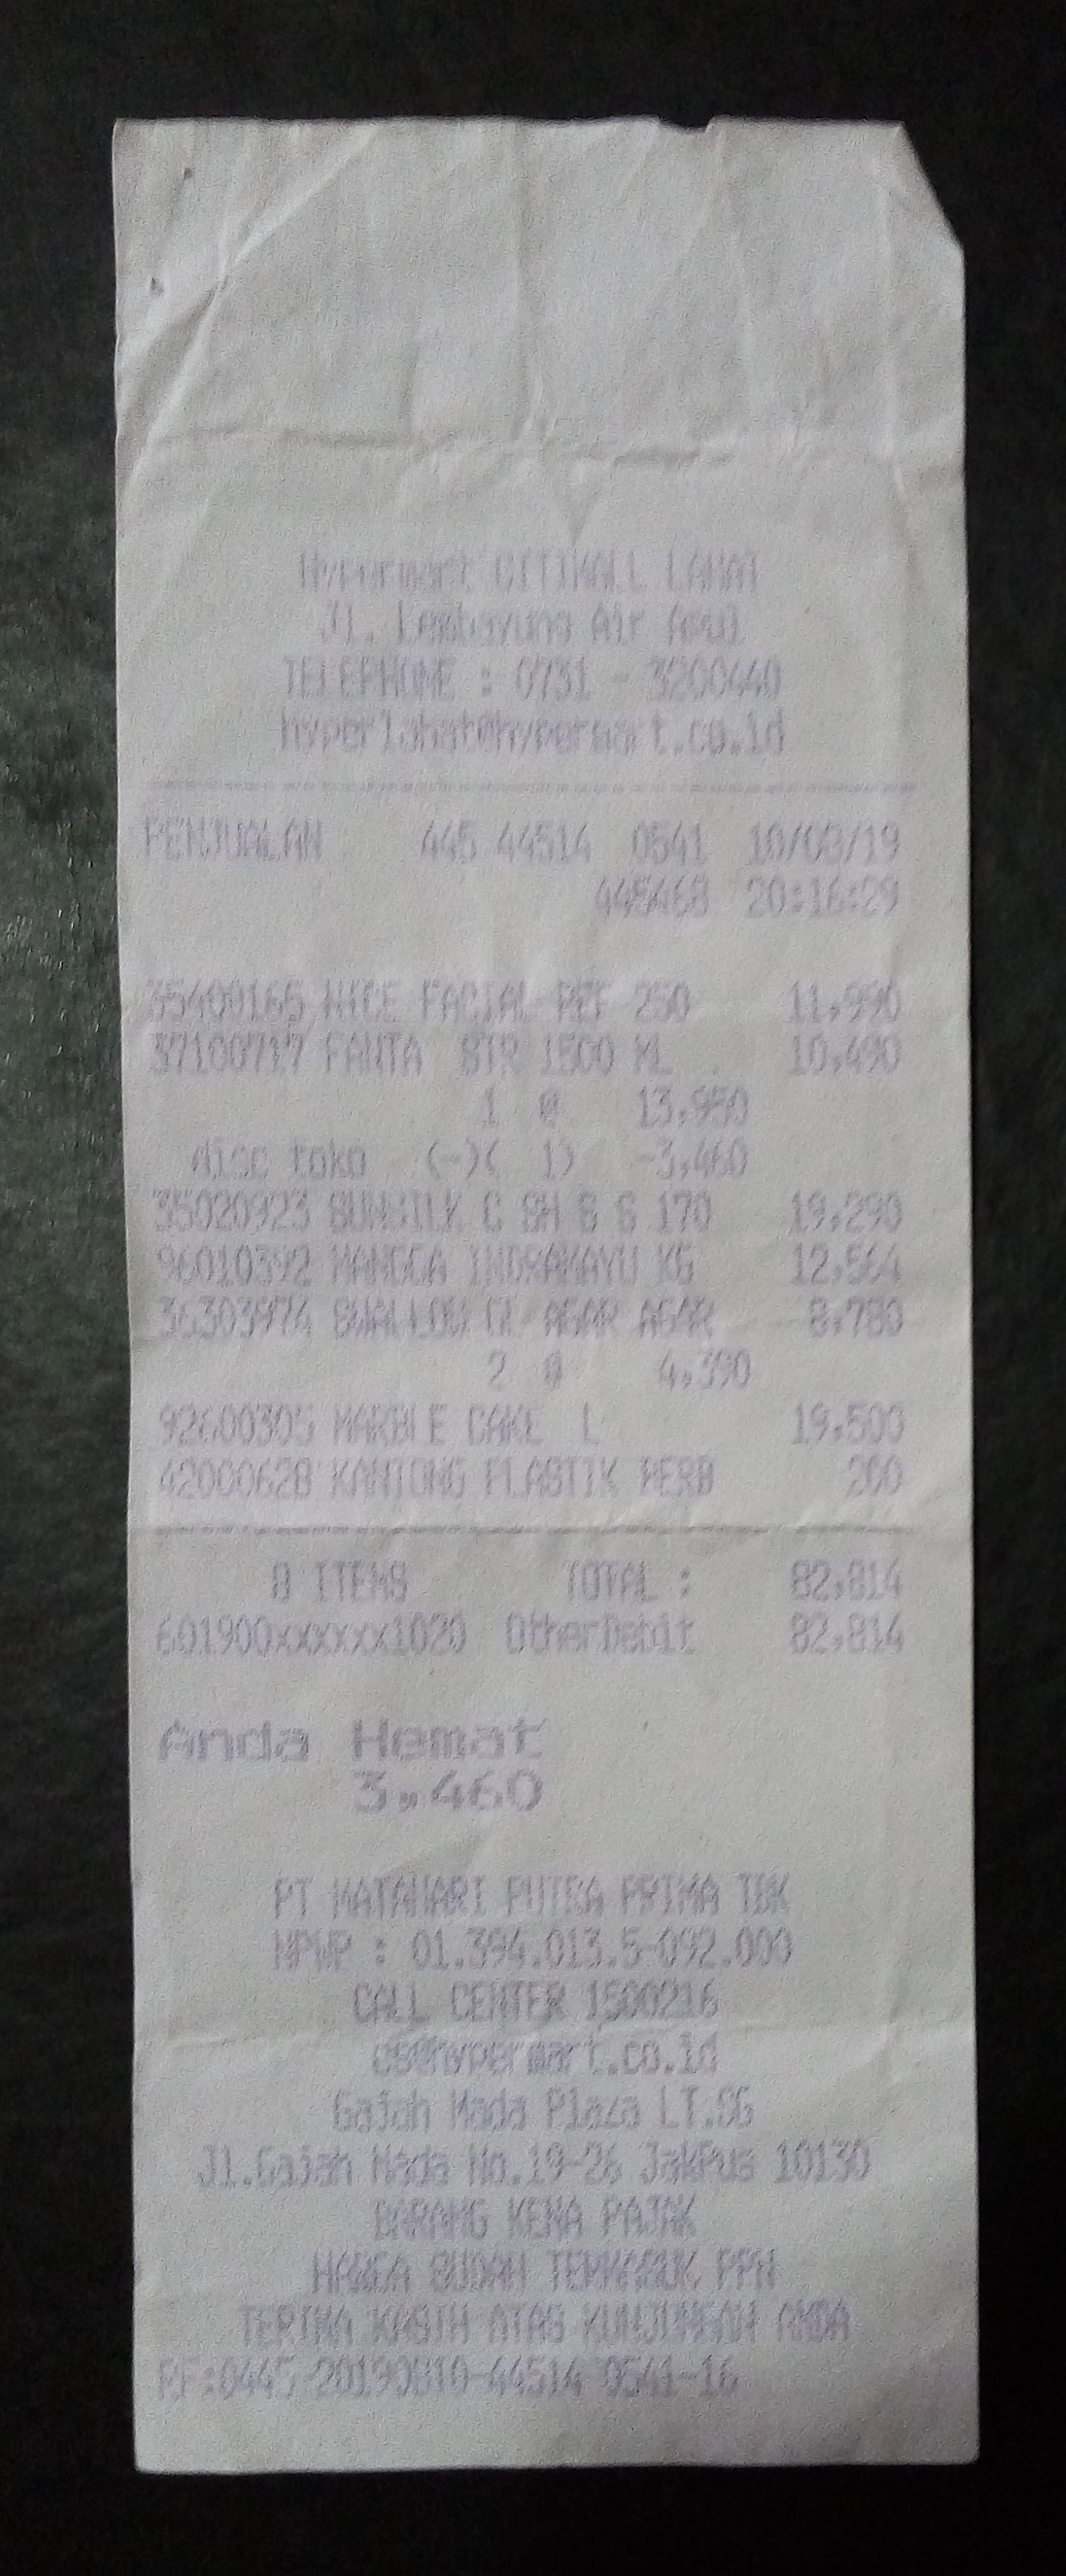 Hypermart CITIMALL LAHAT
Jl. Lembayung Air Apul
TELEPHONE : 0731 - 3200440
hyperlahat@hypermart.co.id
PENJUALAN 445 44514 0541 10/08/19
445468 20:16:29
35400165 NICE FACIAL REF 250 11,990
37100717 FANTA BTR 1500 ML 10,490
1 @ 13,950
disc toko (-)( 1) -3,460
35020923 SUNSILK C SH S S 170 19,290
96010392 MANGGA INDRAMAYU KG 12,564
36303974 SWALLOW GL AGAR AGAR 8,780
2 @ 4,390
92600305 MARBLE CAKE L 19,500
42000628 KANTONG PLASTIK BERB 200
8 ITEMS TOTAL : 82,814
601900xxxxxx1020 OtherDebit 82,814
Anda Hemat
3,460
PT MATAHARI PUTRA PRIMA TBK
NPWP : 01.394.013.5-092.000
CALL CENTER 1500216
cs@hypermart.co.id
Gajah Mada Plaza LT.UG
Jl.Gajah Mada No.19-26 JakPus 10130
BARANG KENA PAJAK
HARGA SUDAH TERMASUK PPN
TERIMA KASIH ATAS KUNJUNGAN ANDA
RF:0445-20190810-44514-0541-16